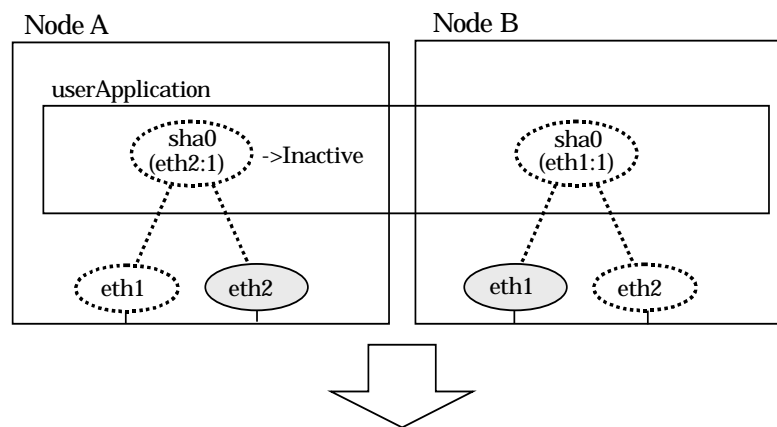 Node A
Node B
userApplication
sha0
(eth2:1)
->Inactive
sha0
(eth1:1)
eth1
eth2
eth1
eth2